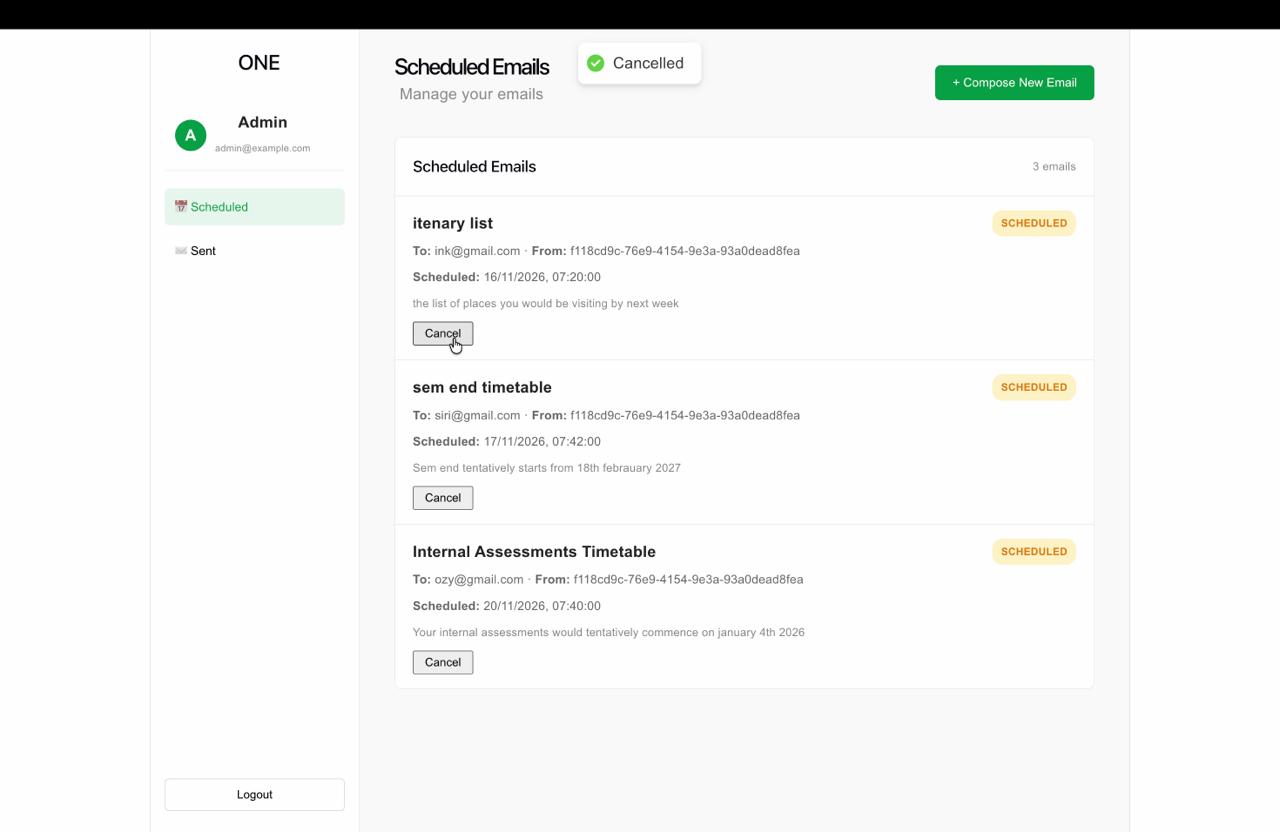 ONE
A
Admin
admin@example.com
Scheduled
Sent
Logout
Scheduled Emails
Manage your emails
Cancelled
+ Compose New Email
Scheduled Emails
3 emails
itenary list
SCHEDULED
To: ink@gmail.com · From: f118cd9c-76e9-4154-9e3a-93a0dead8fea
Scheduled: 16/11/2026, 07:20:00
the list of places you would be visiting by next week
Cancel
sem end timetable
SCHEDULED
To: siri@gmail.com · From: f118cd9c-76e9-4154-9e3a-93a0dead8fea
Scheduled: 17/11/2026, 07:42:00
Sem end tentatively starts from 18th febrauary 2027
Cancel
Internal Assessments Timetable
SCHEDULED
To: ozy@gmail.com · From: f118cd9c-76e9-4154-9e3a-93a0dead8fea
Scheduled: 20/11/2026, 07:40:00
Your internal assessments would tentatively commence on january 4th 2026
Cancel